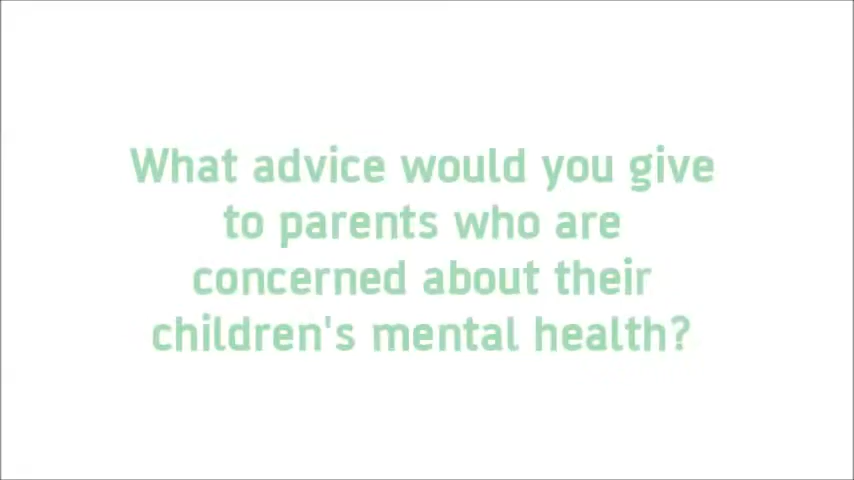 What advice would you give
to parents who are
concerned about their
children's mental health?